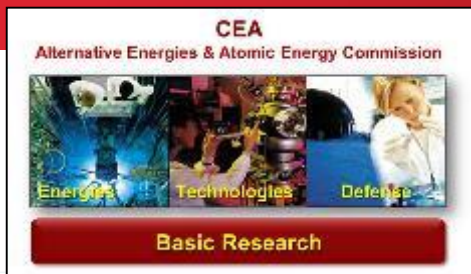 CEA
Alternative Energies & Atomic Energy Commission
Energies Technologies Defense
Basic Research